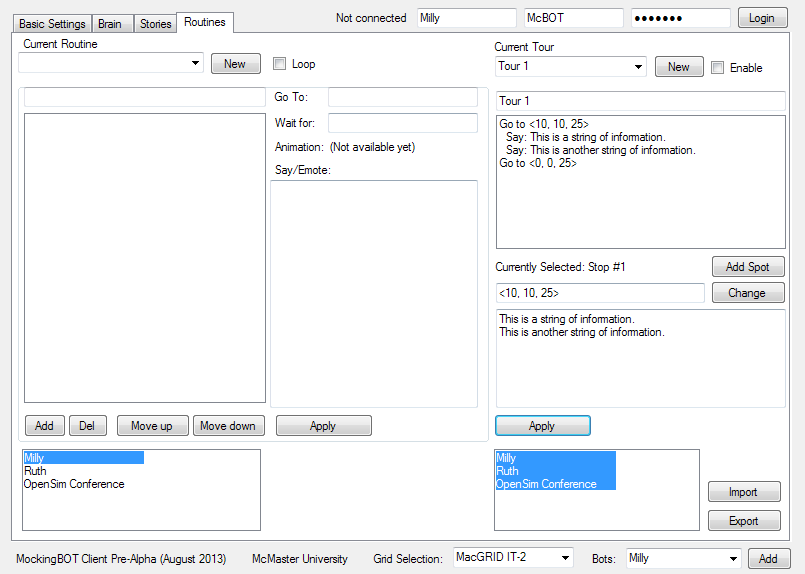 Basic Settings Brain Stories Routines
Not connected Milly McBOT ●●●●●●● Login
Current Routine
New Loop
Go To:
Wait for:
Animation: (Not available yet)
Say/Emote:
Add Del Move up Move down Apply
Milly
Ruth
OpenSim Conference
Current Tour
Tour 1 New Enable
Tour 1
Go to <10, 10, 25>
Say: This is a string of information.
Say: This is another string of information.
Go to <0, 0, 25>
Currently Selected: Stop #1 Add Spot
<10, 10, 25> Change
This is a string of information.
This is another string of information.
Apply
Milly
Ruth
OpenSim Conference
Import
Export
MockingBOT Client Pre-Alpha (August 2013) McMaster University Grid Selection: MacGRID IT-2 Bots: Milly Add